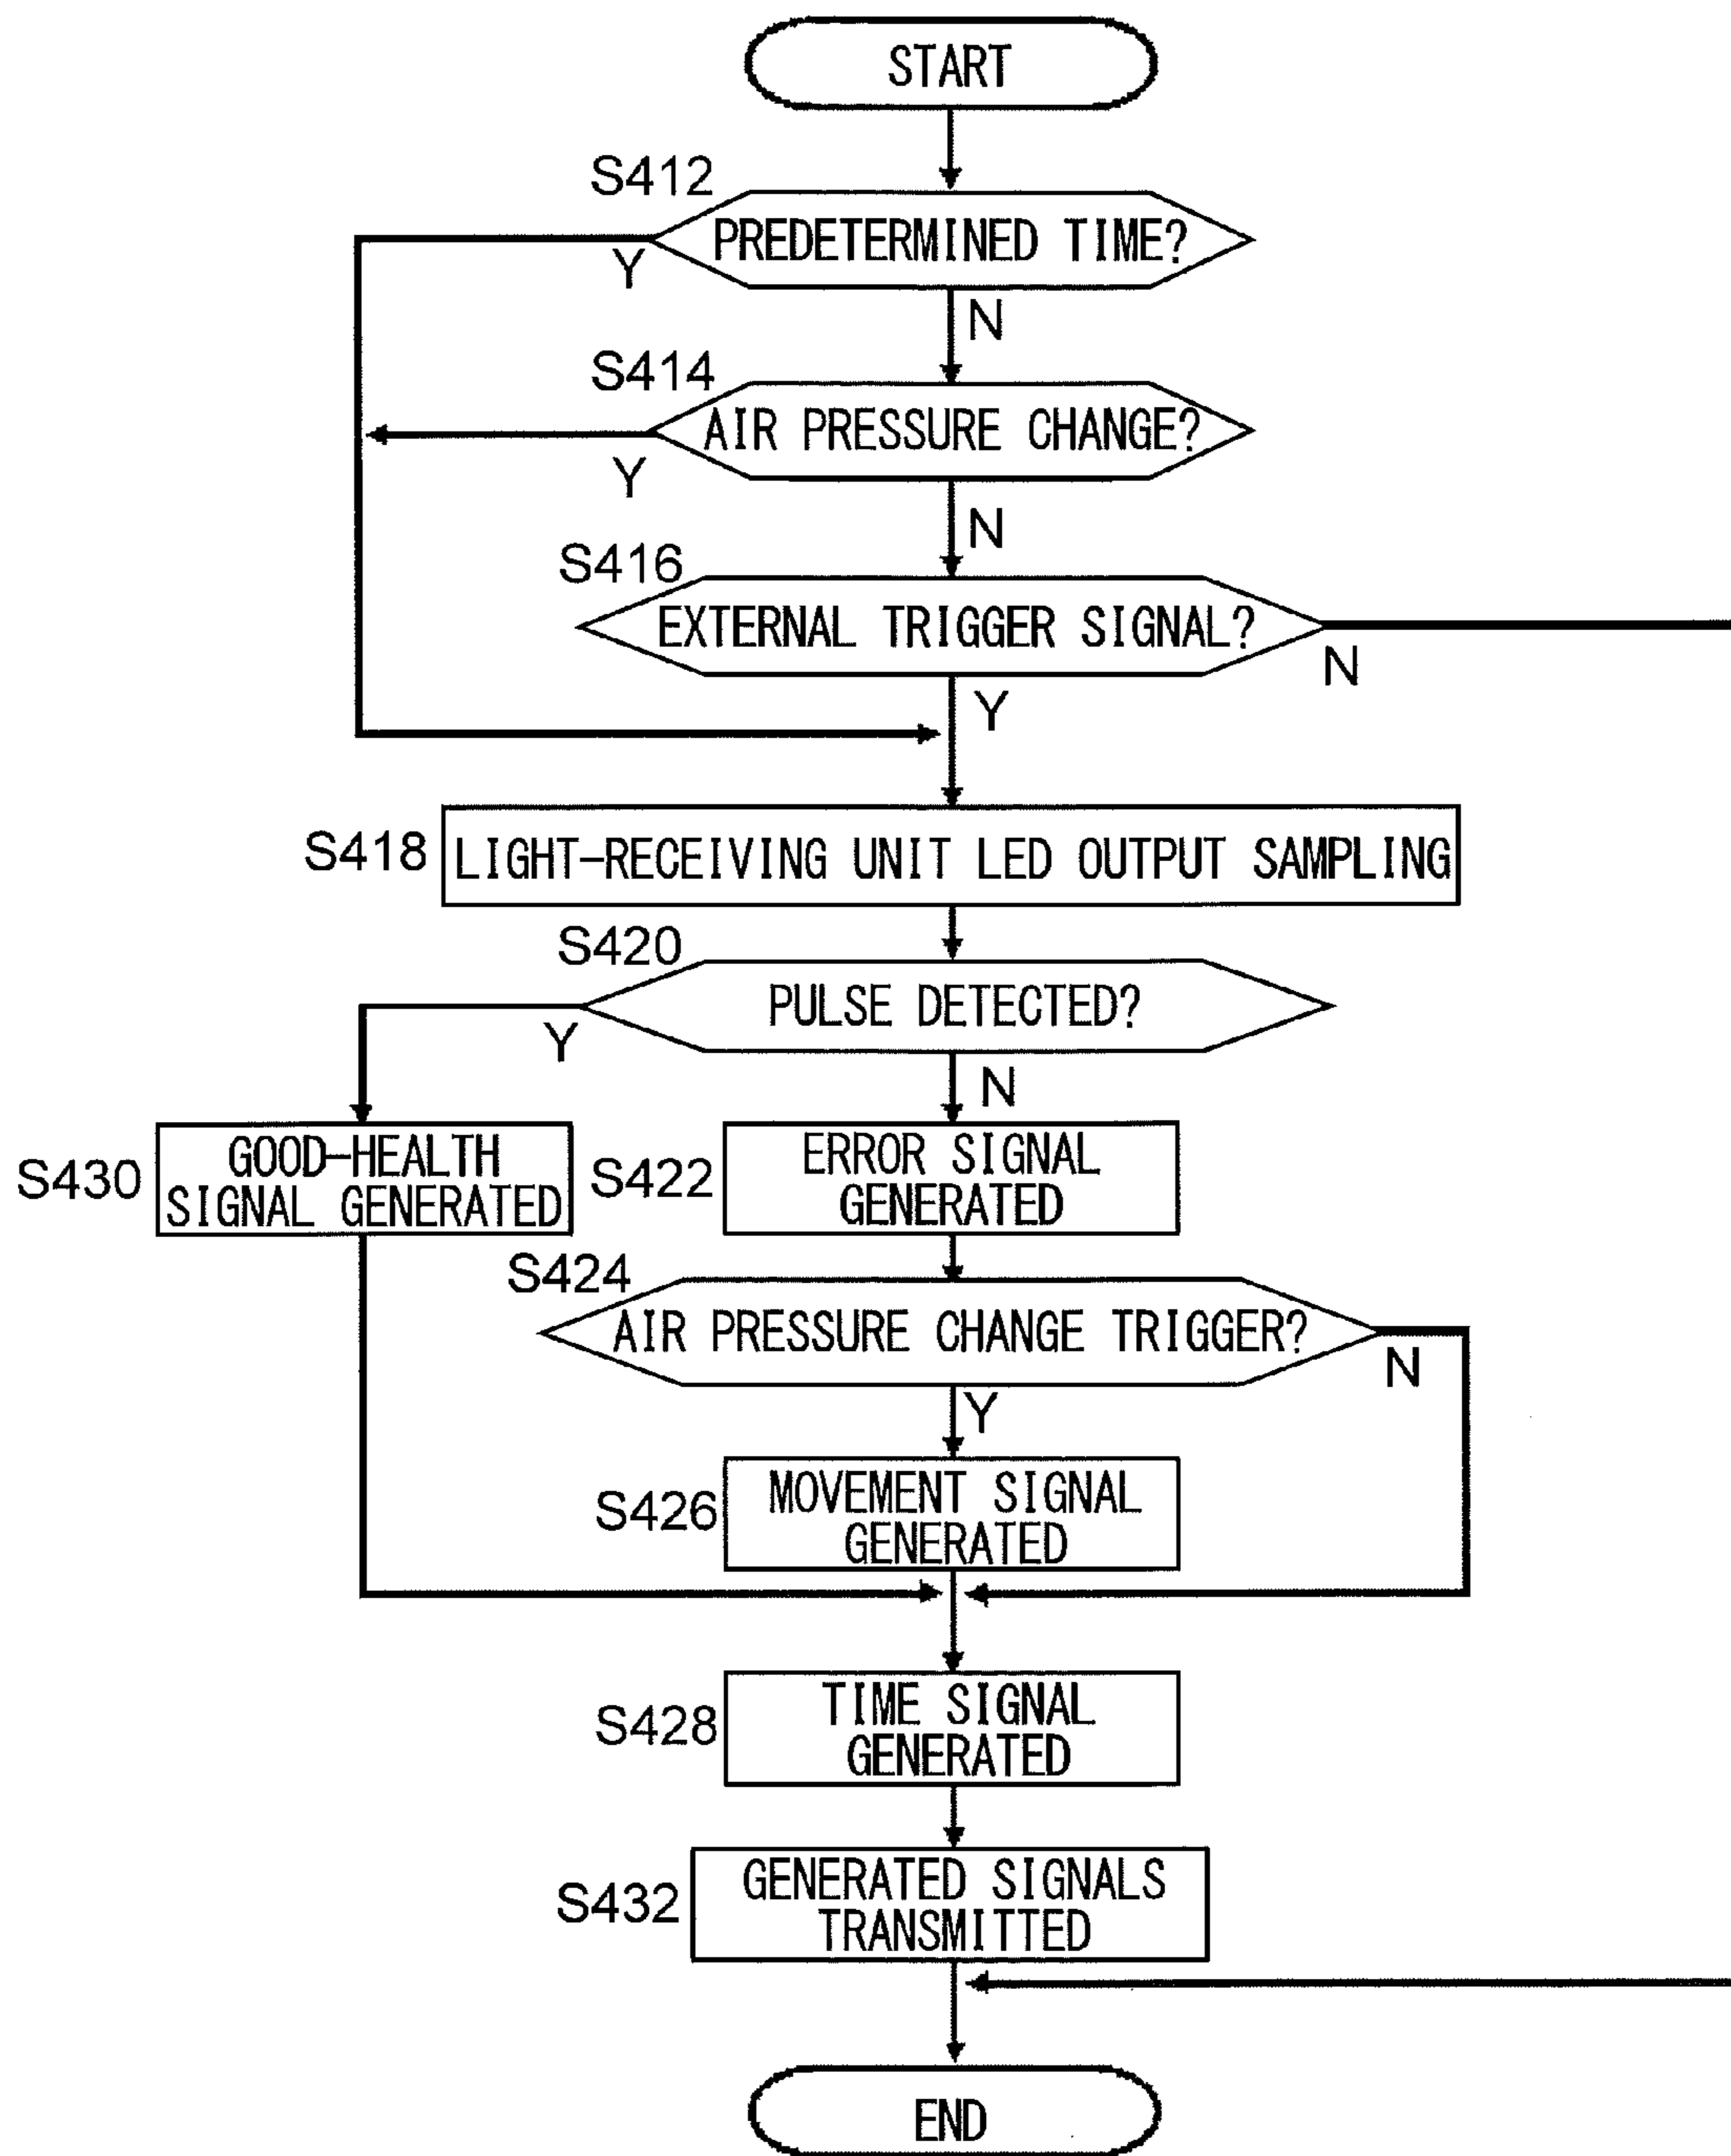 START
S412
PREDETERMINED TIME?
Y
N
S414
AIR PRESSURE CHANGE?
Y
N
S416
EXTERNAL TRIGGER SIGNAL?
N
Y
S418
LIGHT-RECEIVING UNIT LED OUTPUT SAMPLING
S420
PULSE DETECTED?
Y
N
S430
GOOD-HEALTH
SIGNAL GENERATED
S422
ERROR SIGNAL
GENERATED
S424
AIR PRESSURE CHANGE TRIGGER?
N
Y
S426
MOVEMENT SIGNAL
GENERATED
S428
TIME SIGNAL
GENERATED
S432
GENERATED SIGNALS
TRANSMITTED
END